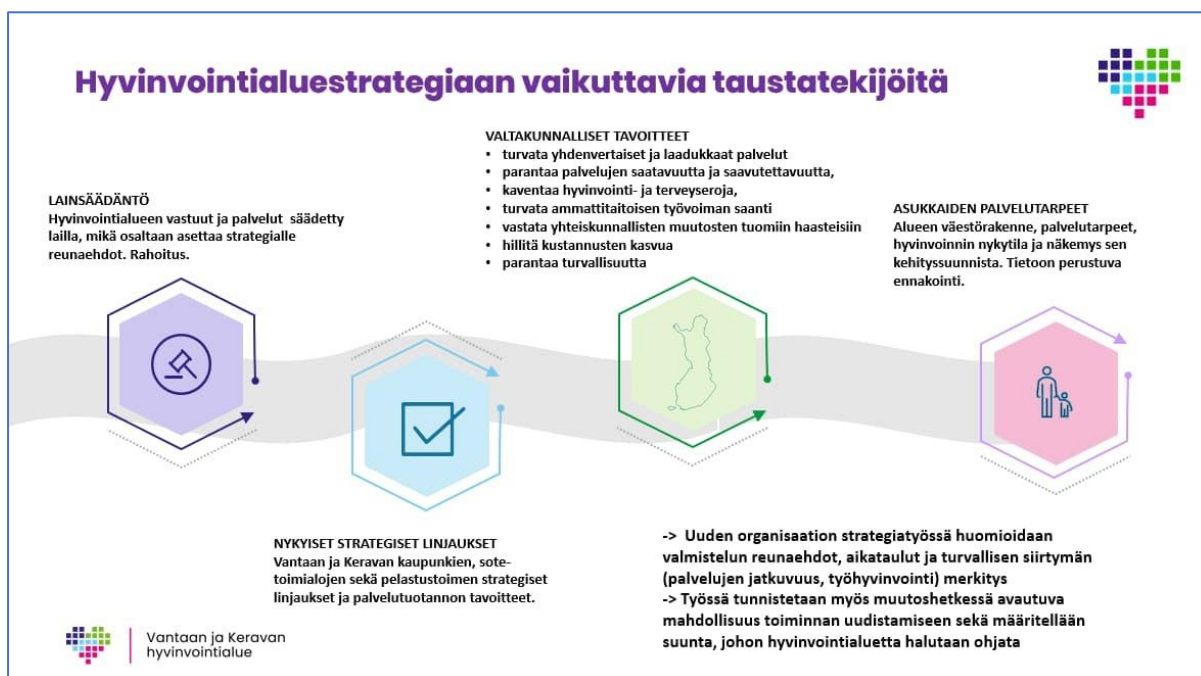 Hyvinvointialuestrategiaan vaikuttavia taustatekijöitä
LAINSÄÄDÄNTÖ
Hyvinvointialueen vastuut ja palvelut säädetty
lailla, mikä osaltaan asettaa strategialle
reunaehdot. Rahoitus.
NYKYISET STRATEGISET LINJAUKSET
Vantaan ja Keravan kaupunkien, sote-
toimialojen sekä pelastustoimen strategiset
linjaukset ja palvelutuotannon tavoitteet.
VALTAKUNNALLISET TAVOITTEET
• turvata yhdenvertaiset ja laadukkaat palvelut
• parantaa palvelujen saatavuutta ja saavutettavuutta,
• kaventaa hyvinvointi- ja terveyseroja,
• turvata ammattitaitoisen työvoiman saanti
• vastata yhteiskunnallisten muutosten tuomiin haasteisiin
• hillitä kustannusten kasvua
• parantaa turvallisuutta
ASUKKAIDEN PALVELUTARPEET
Alueen väestörakenne, palvelutarpeet,
hyvinvoinnin nykytila ja näkemys sen
kehityssuunnista. Tietoon perustuva
ennakointi.
-> Uuden organisaation strategiatyössä huomioidaan
valmistelun reunaehdot, aikataulut ja turvallisen siirtymän
(palvelujen jatkuvuus, työhyvinvointi) merkitys
-> Työssä tunnistetaan myös muutoshetkessä avautuva
mahdollisuus toiminnan uudistamiseen sekä määritellään
suunta, johon hyvinvointialuetta halutaan ohjata
Vantaan ja Keravan
hyvinvointialue